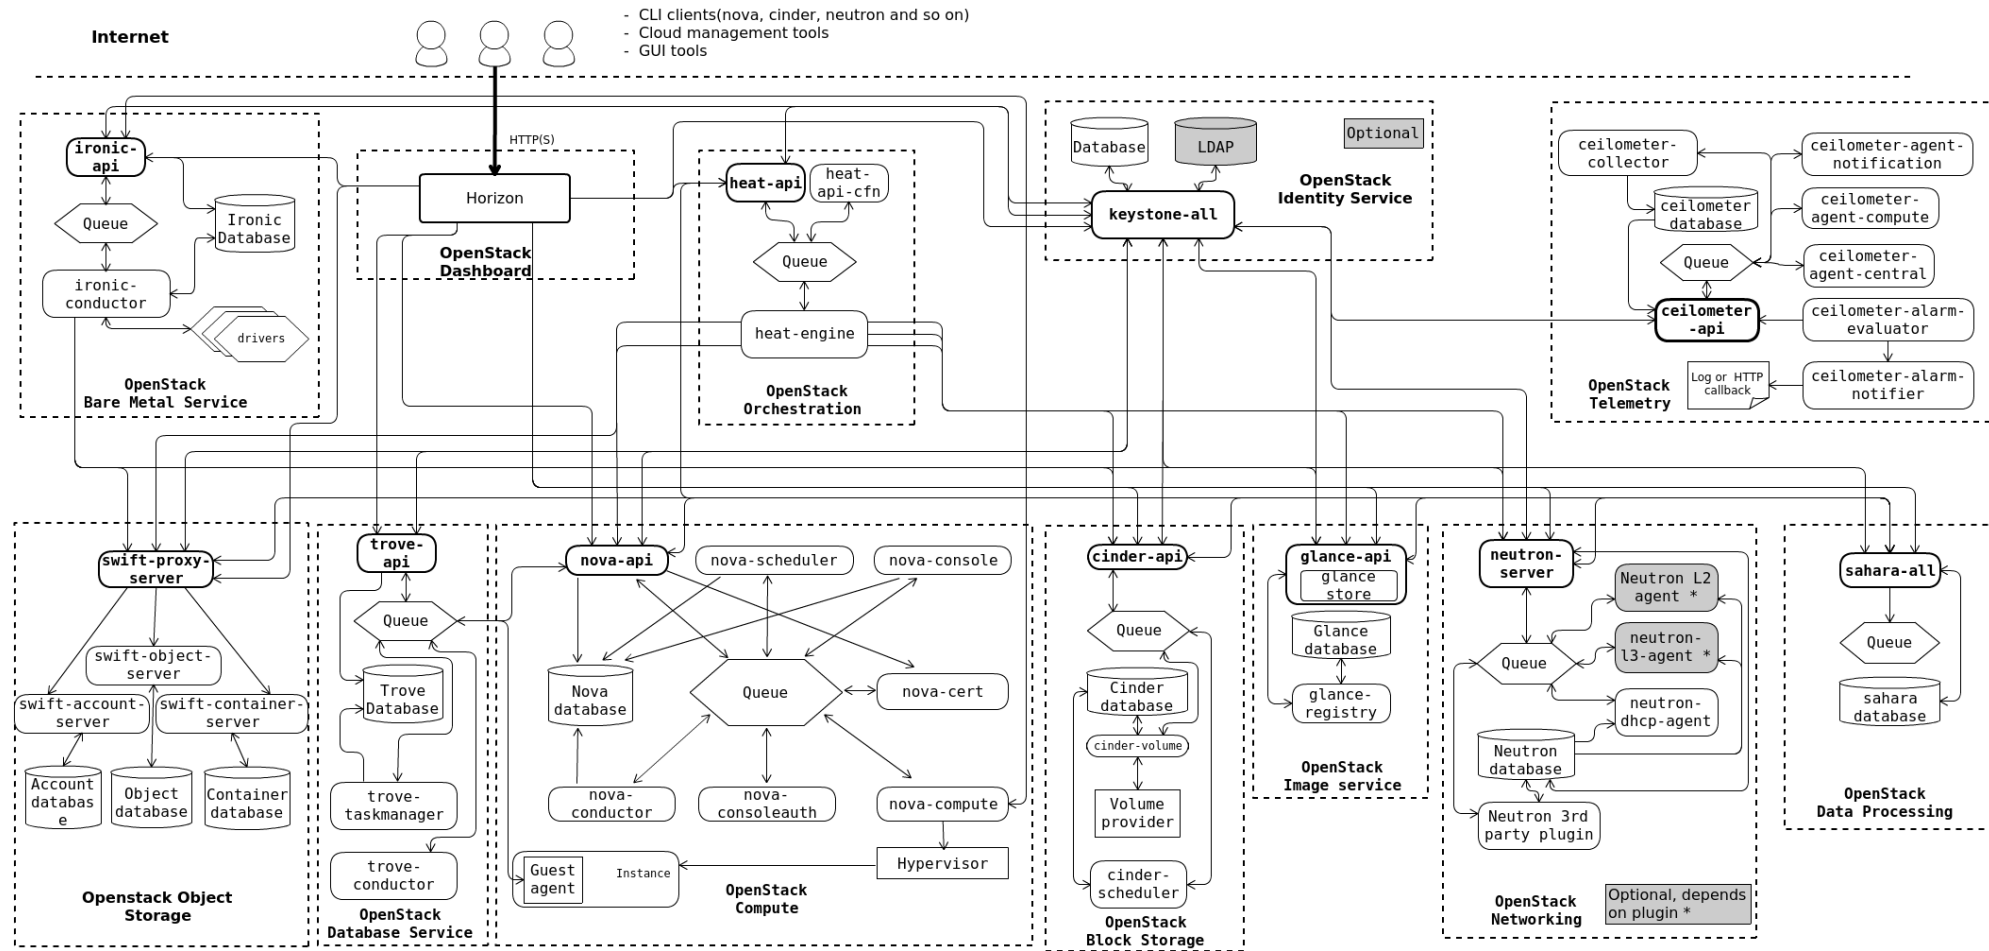 Internet
- CLI clients(nova, cinder, neutron and so on)
- Cloud management tools
- GUI tools
HTTP(S)
ironic-
api
Queue
Ironic
Database
ironic-
conductor
drivers
OpenStack
Bare Metal Service
Horizon
OpenStack
Dashboard
heat-api
heat-
api-cfn
Queue
heat-engine
OpenStack
Orchestration
Database
LDAP
Optional
keystone-all
OpenStack
Identity Service
ceilometer-
collector
ceilometer-agent-
notification
ceilometer
database
ceilometer-
agent-compute
Queue
ceilometer-
agent-central
ceilometer
-api
ceilometer-alarm-
evaluator
Log or HTTP
callback
ceilometer-alarm-
notifier
OpenStack
Telemetry
swift-proxy-
server
swift-object-
server
swift-account-
server
swift-container-
server
Account
databas
e
Object
database
Container
database
Openstack Object
Storage
trove-
api
Queue
Trove
Database
trove-
taskmanager
trove-
conductor
OpenStack
Database Service
nova-api
nova-scheduler
nova-console
Nova
database
Queue
nova-cert
nova-
conductor
nova-
consoleauth
nova-compute
Hypervisor
Guest
agent
Instance
OpenStack
Compute
cinder-api
Queue
Cinder
database
cinder-volume
Volume
provider
cinder-
scheduler
OpenStack
Block Storage
glance-api
glance
store
Glance
database
glance-
registry
OpenStack
Image service
neutron-
server
Neutron L2
agent *
neutron-
l3-agent *
Queue
neutron-
dhcp-agent
Neutron
database
Neutron 3rd
party plugin
OpenStack
Networking
Optional, depends
on plugin *
sahara-all
Queue
sahara
database
OpenStack
Data Processing